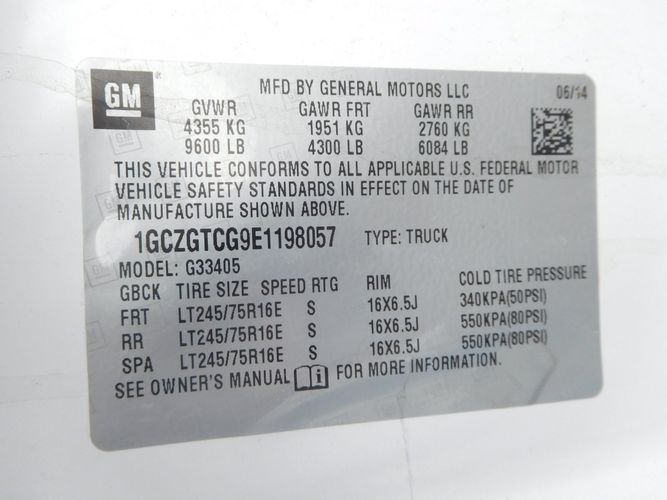 GM
MFD BY GENERAL MOTORS LLC 06/14
GVWR GAWR FRT GAWR RR
4355 KG 1951 KG 2760 KG
9600 LB 4300 LB 6084 LB
THIS VEHICLE CONFORMS TO ALL APPLICABLE U.S. FEDERAL MOTOR
VEHICLE SAFETY STANDARDS IN EFFECT ON THE DATE OF
MANUFACTURE SHOWN ABOVE.
1GCZGTCG9E1198057 TYPE: TRUCK
MODEL: G33405
GBCK TIRE SIZE SPEED RTG RIM COLD TIRE PRESSURE
FRT LT245/75R16E S 16X6.5J 340KPA(50PSI)
RR LT245/75R16E S 16X6.5J 550KPA(80PSI)
SPA LT245/75R16E S 16X6.5J 550KPA(80PSI)
SEE OWNER'S MANUAL i FOR MORE INFORMATION.